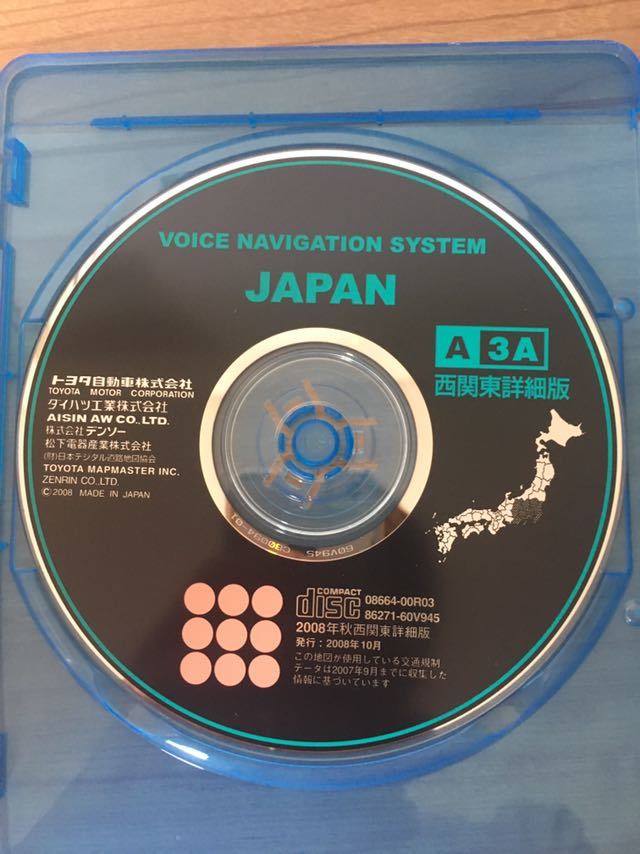 VOICE NAVIGATION SYSTEM
JAPAN
A 3A
西関東詳細版
トヨタ自動車株式会社
TOYOTA MOTOR CORPORATION
ダイハツ工業株式会社
AISIN AW CO.,LTD.
株式会社デンソー
松下電器産業株式会社
(財)日本デジタル道路地図協会
TOYOTA MAPMASTER INC.
ZENRIN CO.,LTD.
©2008 MADE IN JAPAN
60V945
COMPACT
disc
08664-00R03
86271-60V945
2008年秋西関東詳細版
発行：2008年10月
この地図が使用している交通規制
データは2007年9月までに収集した
情報に基づいています